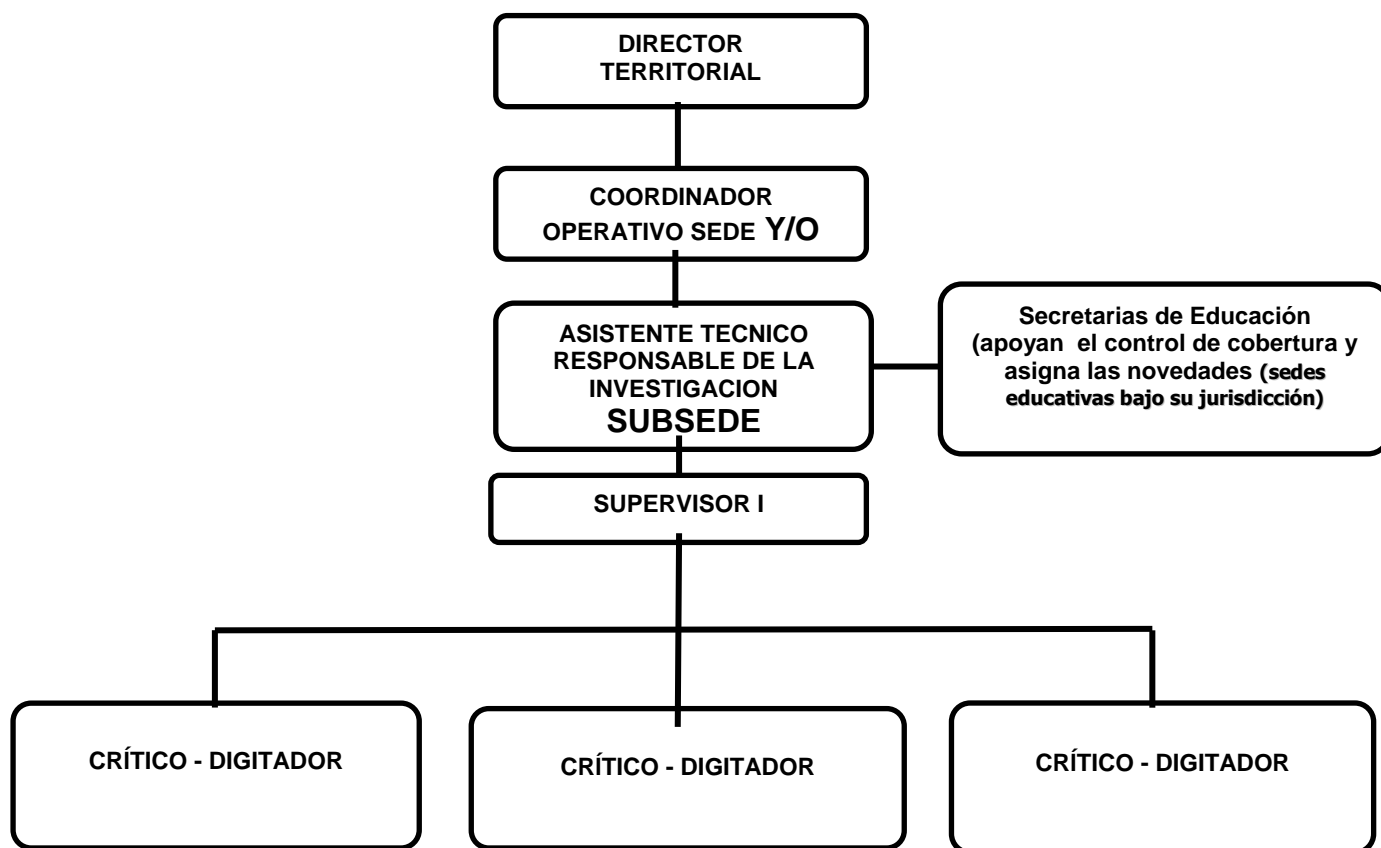 DIRECTOR
TERRITORIAL
COORDINADOR
OPERATIVO SEDE Y/O
ASISTENTE TECNICO
RESPONSABLE DE LA
INVESTIGACION
SUBSEDE
Secretarias de Educación
(apoyan el control de cobertura y
asigna las novedades (sedes
educativas bajo su jurisdicción)
SUPERVISOR I
CRÍTICO - DIGITADOR
CRÍTICO - DIGITADOR
CRÍTICO - DIGITADOR